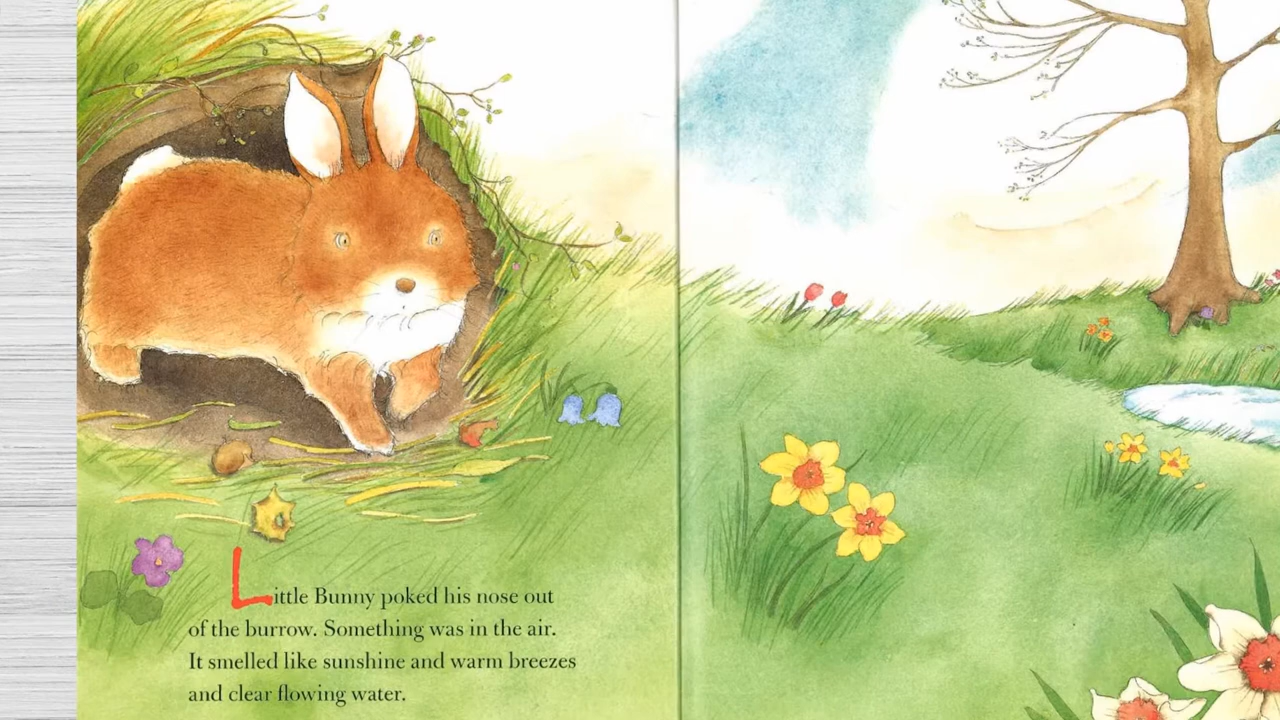 Little Bunny poked his nose out
of the burrow. Something was in the air.
It smelled like sunshine and warm breezes
and clear flowing water.